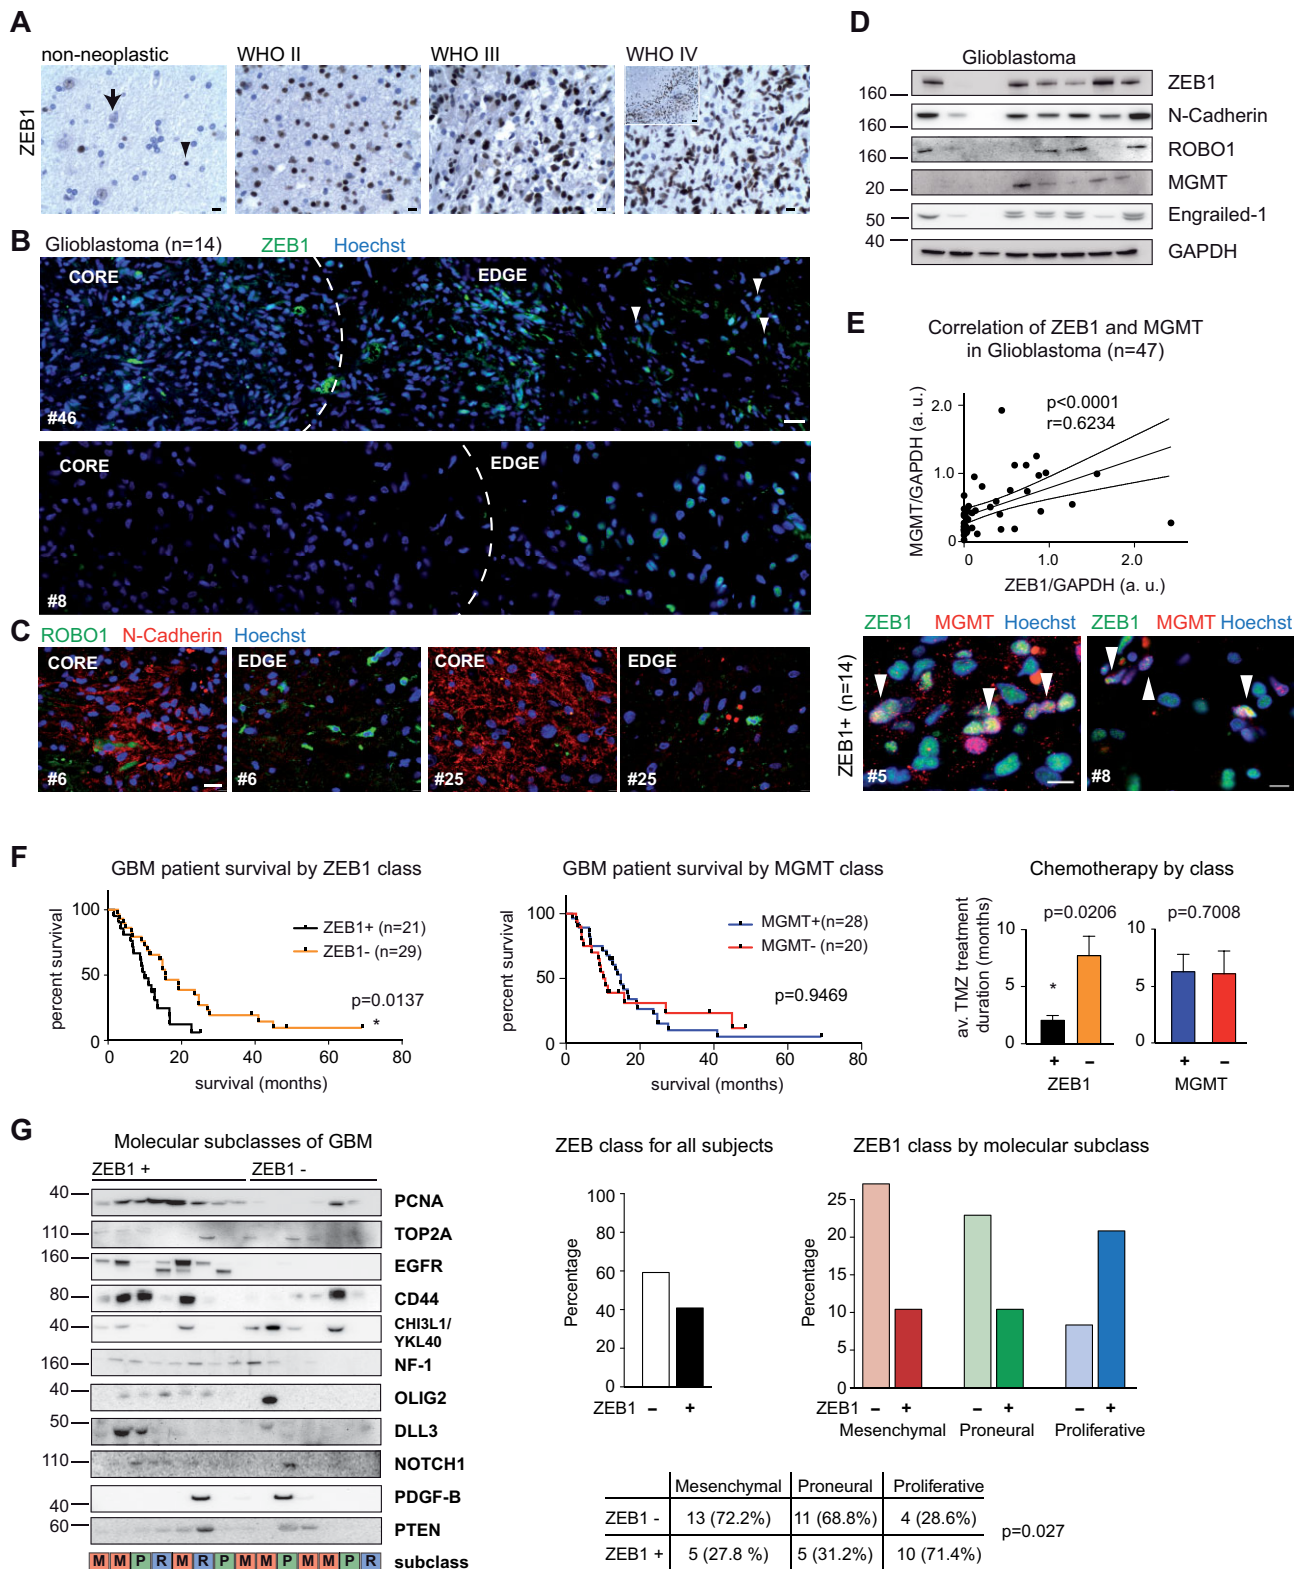 A
non-neoplastic
WHO II
WHO III
WHO IV
ZEB1
B
Glioblastoma (n=14) ZEB1 Hoechst
CORE
EDGE
#46
CORE
EDGE
#8
C
ROBO1 N-Cadherin Hoechst
CORE
#6
EDGE
#6
CORE
#25
EDGE
#25
D
Glioblastoma
160 ZEB1
160 N-Cadherin
160 ROBO1
20 MGMT
50 Engrailed-1
40 GAPDH
E
Correlation of ZEB1 and MGMT
in Glioblastoma (n=47)
MGMT/GAPDH (a. u.)
2.0
1.0
0
p<0.0001
r=0.6234
0 1.0 2.0
ZEB1/GAPDH (a. u.)
ZEB1 MGMT Hoechst
ZEB1 MGMT Hoechst
ZEB1+ (n=14)
#5
#8
F
GBM patient survival by ZEB1 class
percent survival
100
50
0
ZEB1+ (n=21)
ZEB1- (n=29)
p=0.0137
*
0 20 40 60 80
survival (months)
GBM patient survival by MGMT class
percent survival
100
50
0
MGMT+(n=28)
MGMT- (n=20)
p=0.9469
0 20 40 60 80
survival (months)
Chemotherapy by class
av. TMZ treatment
duration (months)
p=0.0206
10
5
0
*
+ −
ZEB1
p=0.7008
10
5
0
+ −
MGMT
G
Molecular subclasses of GBM
ZEB1 + ZEB1 -
40 PCNA
110 TOP2A
160 EGFR
80 CD44
40 CHI3L1/
YKL40
160 NF-1
40 OLIG2
50 DLL3
110 NOTCH1
40 PDGF-B
60 PTEN
M M P R M R P M M P M M P R subclass
ZEB class for all subjects
Percentage
100
80
60
40
20
0
ZEB1 − +
ZEB1 class by molecular subclass
Percentage
25
20
15
10
5
0
ZEB1 − + − + − +
Mesenchymal Proneural Proliferative
Mesenchymal Proneural Proliferative
ZEB1 - 13 (72.2%) 11 (68.8%) 4 (28.6%)
ZEB1 + 5 (27.8 %) 5 (31.2%) 10 (71.4%)
p=0.027